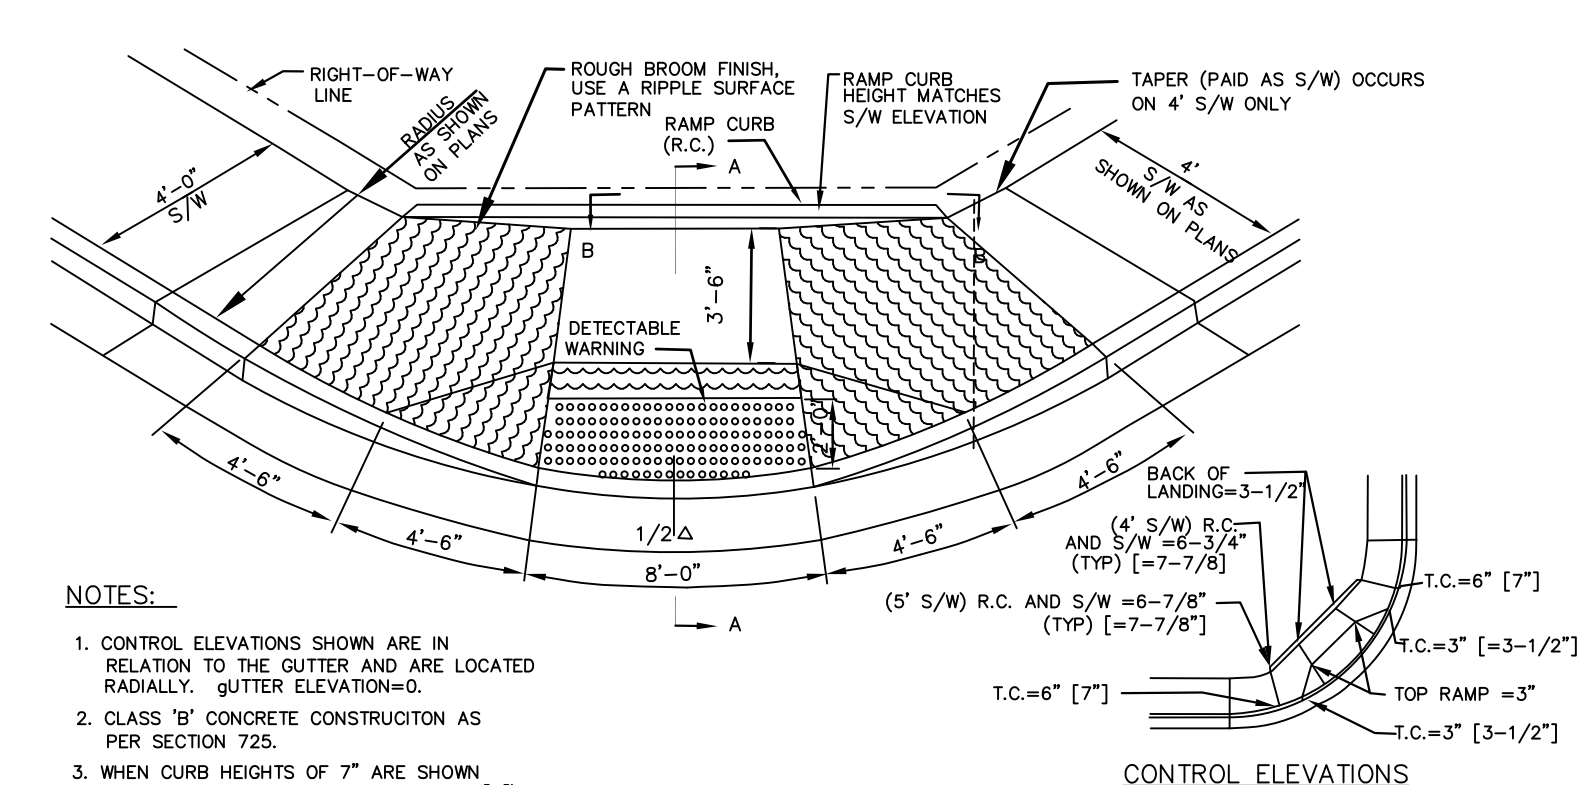 RIGHT-OF-WAY
LINE
RADIUS
AS SHOWN
ON PLANS
ROUGH BROOM FINISH,
USE A RIPPLE SURFACE
PATTERN
RAMP CURB
(R.C.)
A
RAMP CURB
HEIGHT MATCHES
S/W ELEVATION
TAPER (PAID AS S/W) OCCURS
ON 4' S/W ONLY
4'-0"
S/W
4'
S/W AS
SHOWN ON PLANS
B
B
3'-6"
DETECTABLE
WARNING
2'-0"
4'-6"
4'-6"
1/2 Δ
8'-0"
4'-6"
4'-6"
A
BACK OF
LANDING=3-1/2"
(4' S/W) R.C.
AND S/W =6-3/4"
(TYP) [=7-7/8]
(5' S/W) R.C. AND S/W =6-7/8"
(TYP) [=7-7/8"]
T.C.=6" [7"]
T.C.=3" [=3-1/2"]
T.C.=6" [7"]
TOP RAMP =3"
T.C.=3" [3-1/2"]
CONTROL ELEVATIONS
NOTES:
1. CONTROL ELEVATIONS SHOWN ARE IN
RELATION TO THE GUTTER AND ARE LOCATED
RADIALLY. gUTTER ELEVATION=0.
2. CLASS 'B' CONCRETE CONSTRUCITON AS
PER SECTION 725.
3. WHEN CURB HEIGHTS OF 7" ARE SHOWN